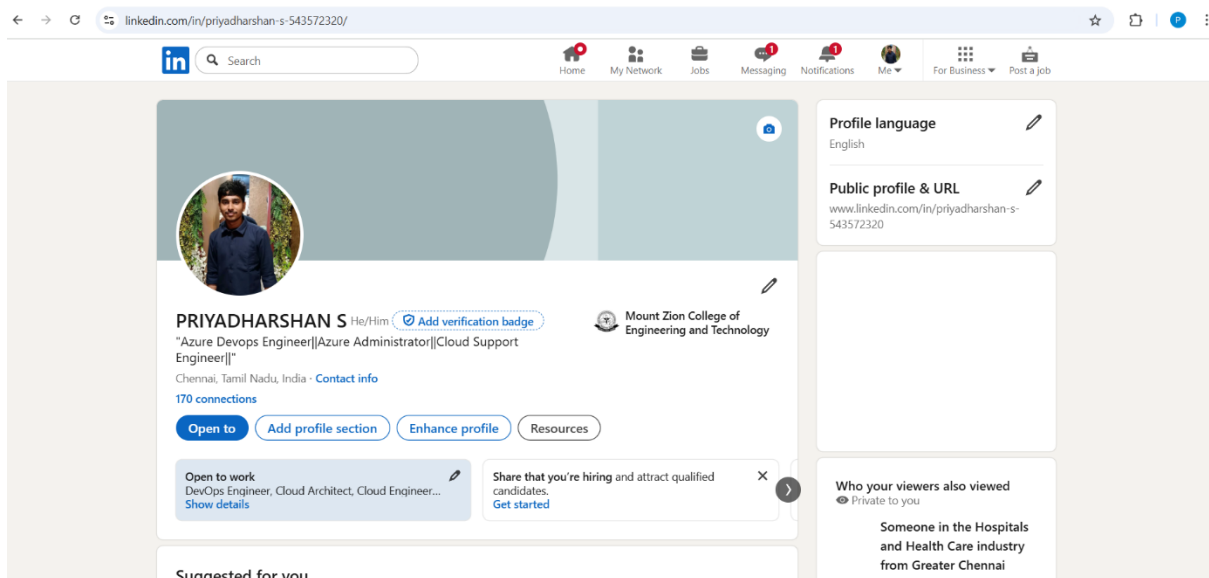 linkedin.com/in/priyadharshan-s-543572320/
P
in
Search
Home
My Network
Jobs
1
Messaging
1
Notifications
Me
For Business
Post a job
PRIYADHARSHAN S He/Him Add verification badge
"Azure Devops Engineer||Azure Administrator||Cloud Support
Engineer||"
Chennai, Tamil Nadu, India · Contact info
170 connections
Mount Zion College of
Engineering and Technology
Open to
Add profile section
Enhance profile
Resources
Open to work
DevOps Engineer, Cloud Architect, Cloud Engineer...
Show details
Share that you're hiring and attract qualified
candidates.
Get started
Suggested for you
Profile language
English
Public profile & URL
www.linkedin.com/in/priyadharshan-s-
543572320
Who your viewers also viewed
Private to you
Someone in the Hospitals
and Health Care industry
from Greater Chennai